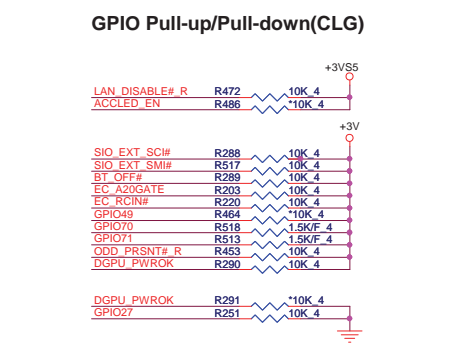 GPIO Pull-up/Pull-down(CLG)
+3VS5
LAN_DISABLE#_R R472 10K_4
ACCLED_EN R486 *10K_4
+3V
SIO_EXT_SCI# R288 10K_4
SIO_EXT_SMI# R517 10K_4
BT_OFF# R289 10K_4
EC_A20GATE R203 10K_4
EC_RCIN# R220 10K_4
GPIO49 R464 *10K_4
GPIO70 R518 1.5K/F_4
GPIO71 R513 1.5K/F_4
ODD_PRSNT#_R R453 10K_4
DGPU_PWROK R290 10K_4
DGPU_PWROK R291 *10K_4
GPIO27 R251 10K_4